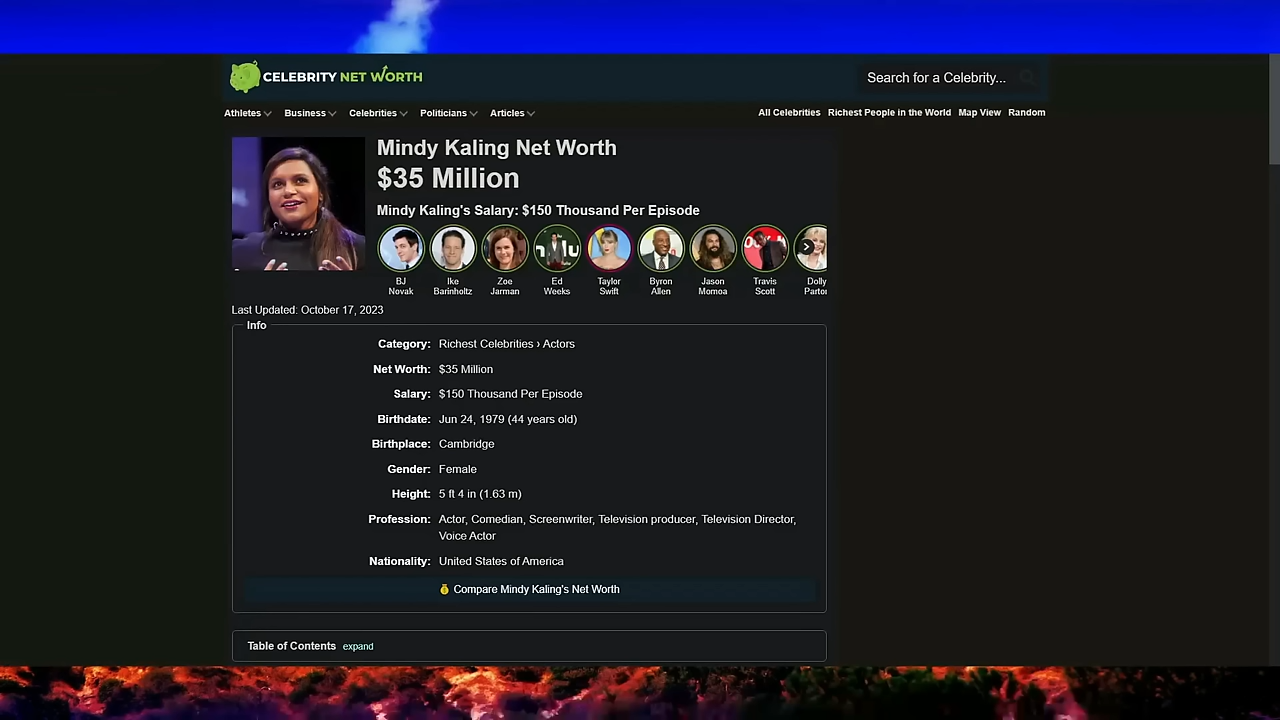 CELEBRITY NET WORTH
Search for a Celebrity...
Athletes Business Celebrities Politicians Articles All Celebrities Richest People in the World Map View Random
Mindy Kaling Net Worth
$35 Million
Mindy Kaling's Salary: $150 Thousand Per Episode
hulu
BJ Novak
Ike Barinholtz
Zoe Jarman
Ed Weeks
Taylor Swift
Byron Allen
Jason Momoa
Travis Scott
Dolly Parton
Last Updated: October 17, 2023
Info
Category: Richest Celebrities › Actors
Net Worth: $35 Million
Salary: $150 Thousand Per Episode
Birthdate: Jun 24, 1979 (44 years old)
Birthplace: Cambridge
Gender: Female
Height: 5 ft 4 in (1.63 m)
Profession: Actor, Comedian, Screenwriter, Television producer, Television Director,
Voice Actor
Nationality: United States of America
Compare Mindy Kaling's Net Worth
Table of Contents expand